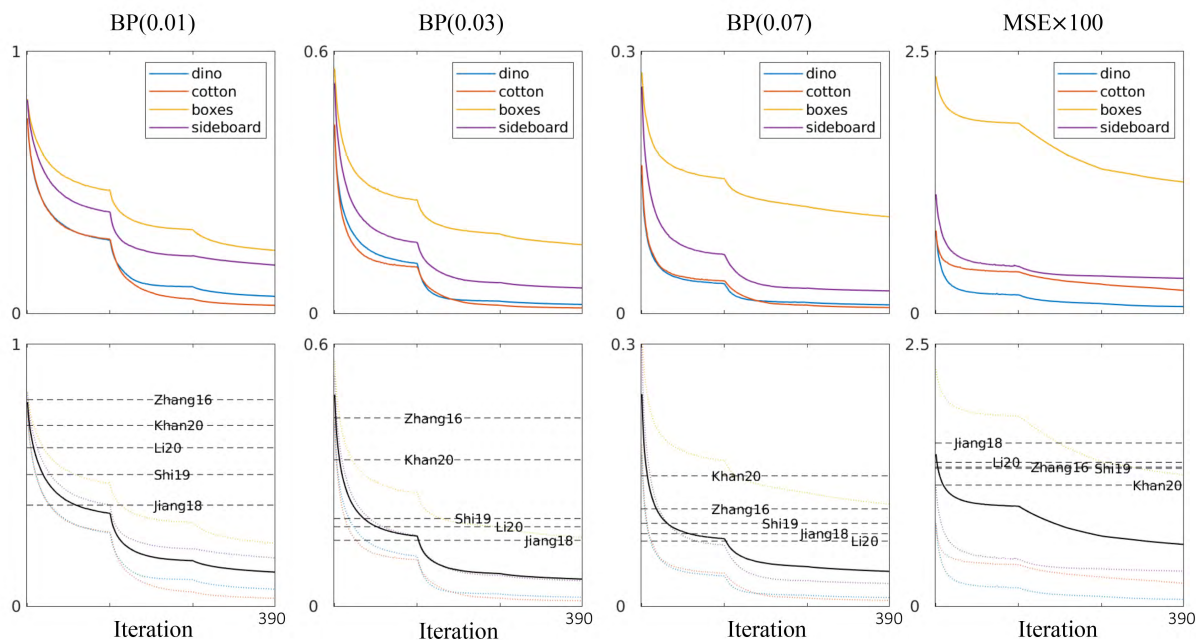 BP(0.01) BP(0.03) BP(0.07) MSE×100
1 0.6 0.3 2.5
dino dino dino dino
cotton cotton cotton cotton
boxes boxes boxes boxes
sideboard sideboard sideboard sideboard
0 0 0 0
1
Zhang16
Khan20
Li20
Shi19
Jiang18
0
Iteration 390
0.6
Zhang16
Khan20
Shi19
Li20
Jiang18
0
Iteration 390
0.3
Khan20
Zhang16
Shi19
Jiang18
Li20
0
Iteration 390
2.5
Jiang18
Li20 Zhang16 Shi19
Khan20
0
Iteration 390